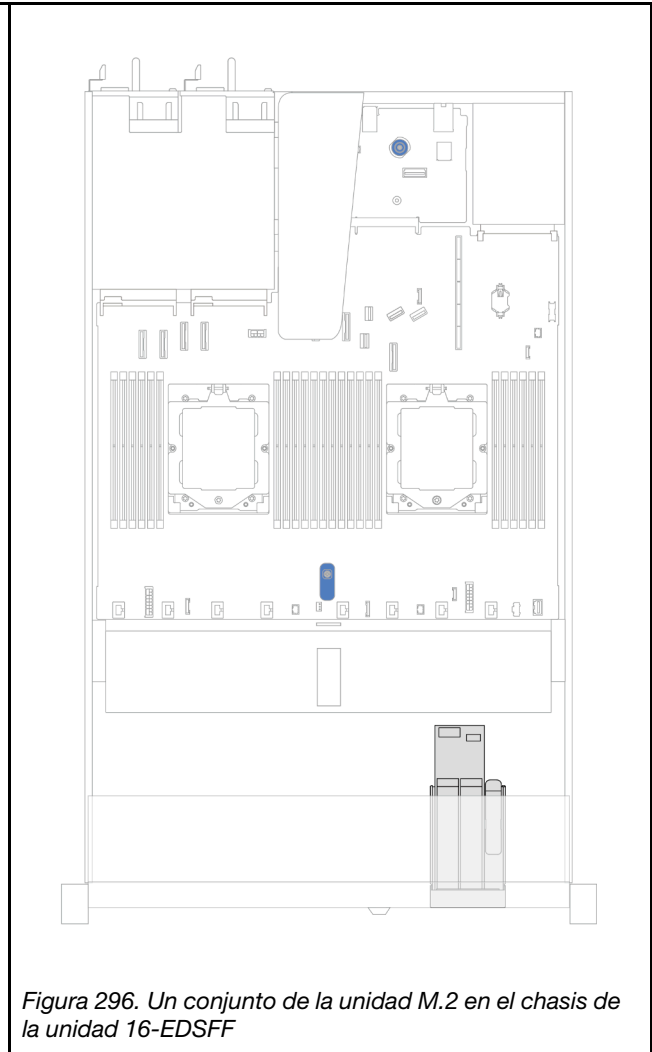 Figura 296. Un conjunto de la unidad M.2 en el chasis de
la unidad 16-EDSFF